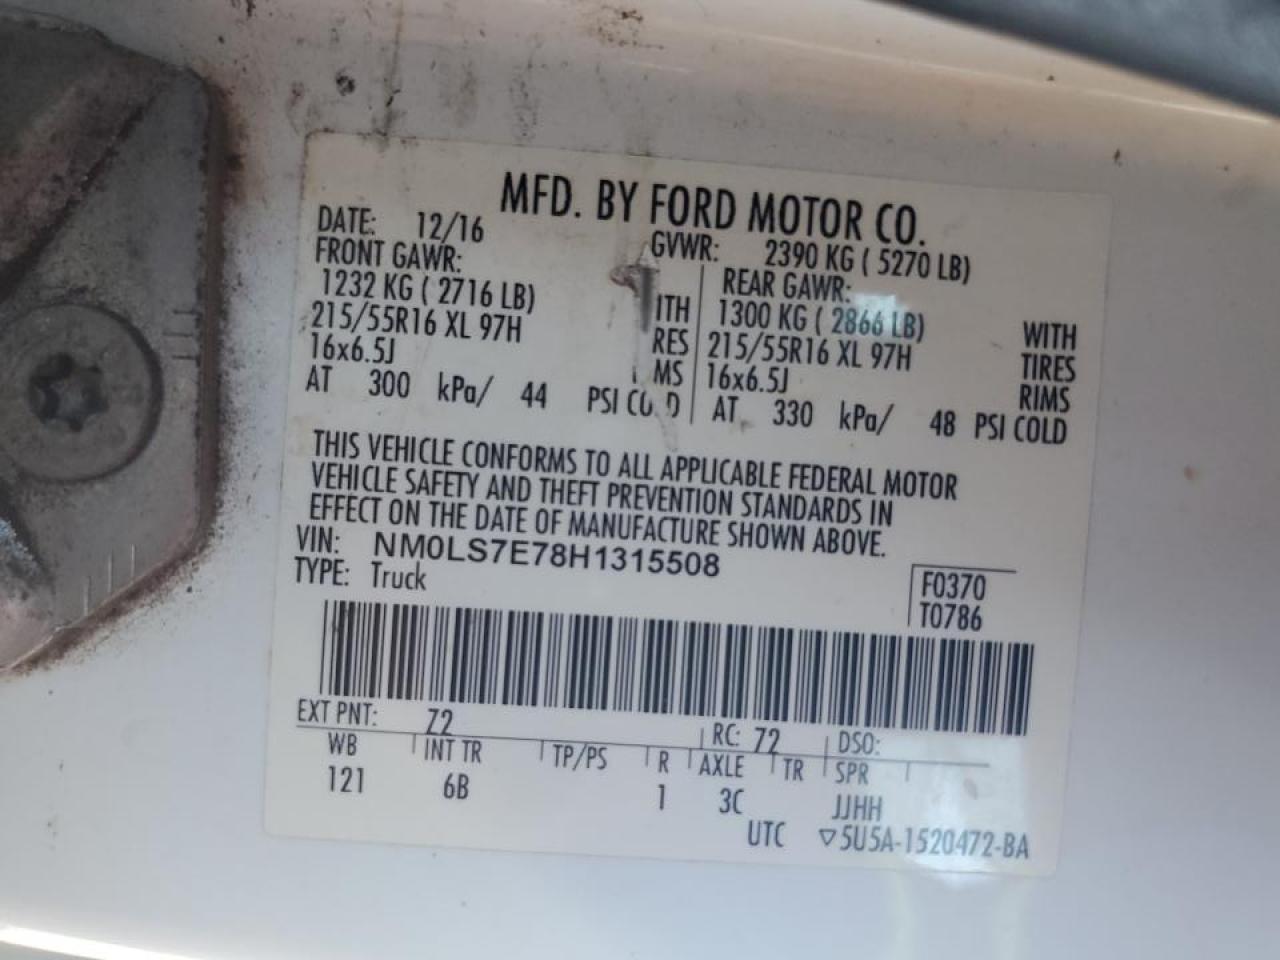 MFD. BY FORD MOTOR CO.
DATE: 12/16 GVWR: 2390 KG ( 5270 LB)
FRONT GAWR: REAR GAWR:
1232 KG ( 2716 LB) ITH 1300 KG ( 2866 LB) WITH
215/55R16 XL 97H RES 215/55R16 XL 97H TIRES
16x6.5J MS 16x6.5J RIMS
AT 300 kPa/ 44 PSI COLD AT 330 kPa/ 48 PSI COLD
THIS VEHICLE CONFORMS TO ALL APPLICABLE FEDERAL MOTOR
VEHICLE SAFETY AND THEFT PREVENTION STANDARDS IN
EFFECT ON THE DATE OF MANUFACTURE SHOWN ABOVE.
VIN: NM0LS7E78H1315508
TYPE: Truck F0370
T0786
EXT PNT: Z2 RC: 72 DSO:
WB INT TR TP/PS R AXLE TR SPR
121 6B 1 3C JJHH
UTC ▽5U5A-1520472-BA